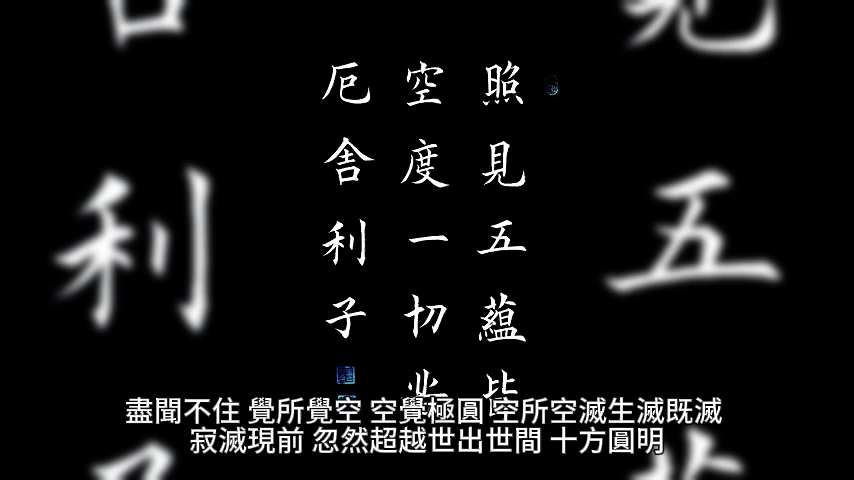 五
照見五蘊
空度一切
厄舍利子
利
盡聞不住 覺所覺空 空覺極圓 空所空滅生滅既滅
寂滅現前 忽然超越世出世間 十方圓明